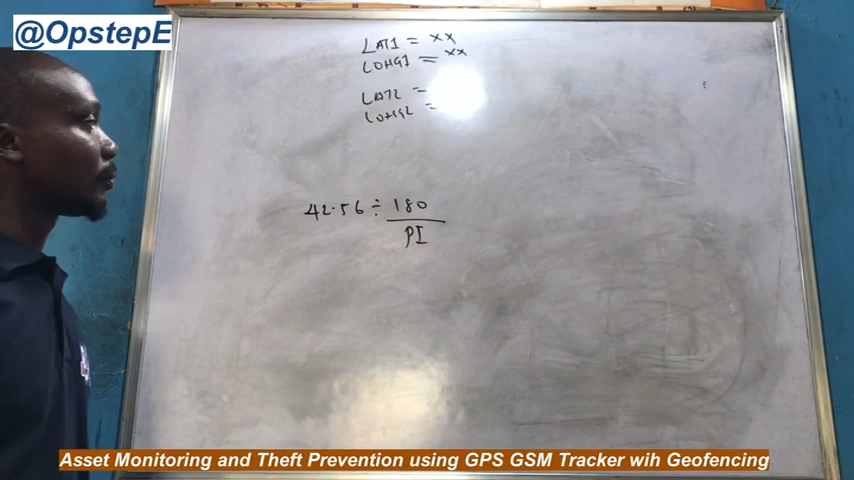 @OpstepE
LAT1 = xx
LONG1 = xx
LAT2 =
LONG2 =
42.56 ÷ 180
PI
Asset Monitoring and Theft Prevention using GPS GSM Tracker wih Geofencing